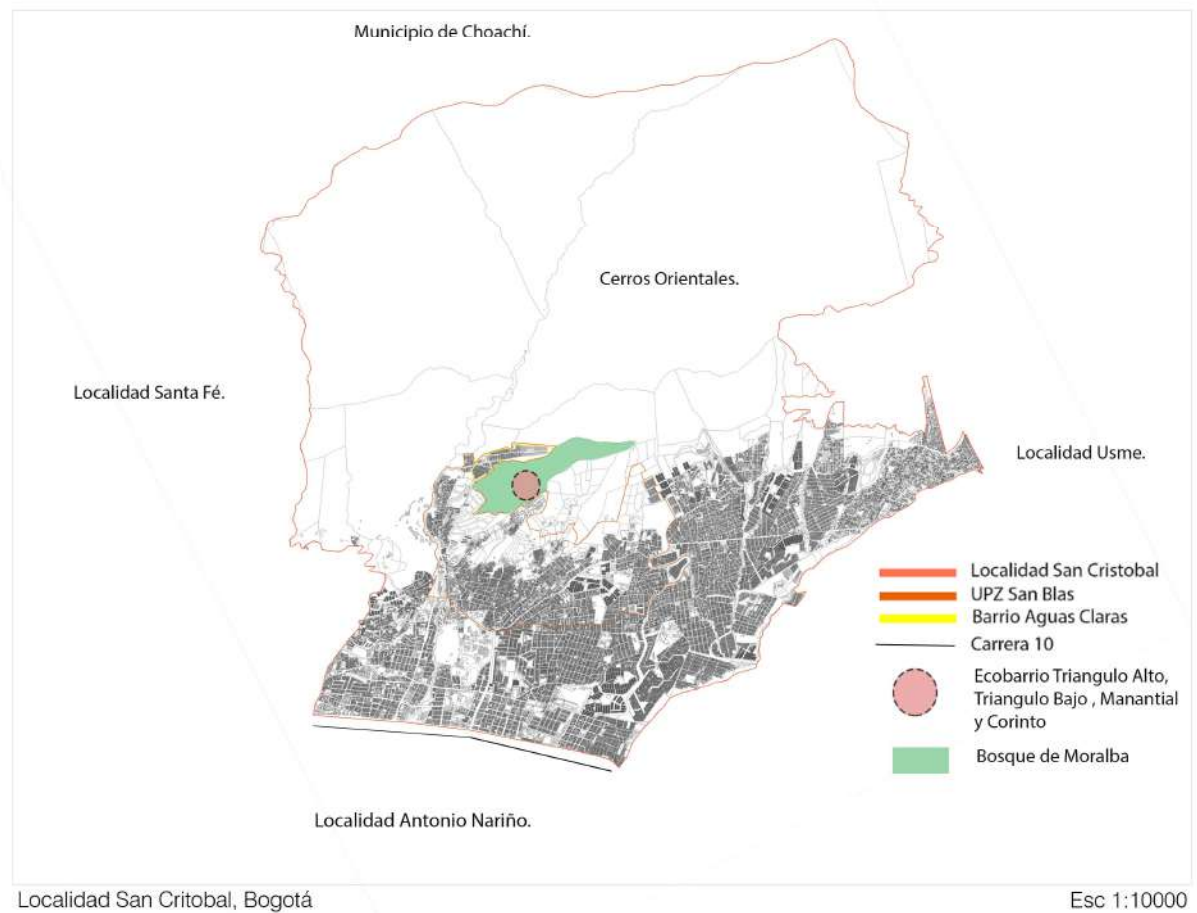 Municipio de Choachí.
Cerros Orientales.
Localidad Santa Fé.
Localidad Usme.
Localidad San Cristobal
UPZ San Blas
Barrio Aguas Claras
Carrera 10
Ecobarrio Triangulo Alto,
Triangulo Bajo , Manantial
y Corinto
Bosque de Moralba
Localidad Antonio Nariño.
Localidad San Critobal, Bogotá
Esc 1:10000